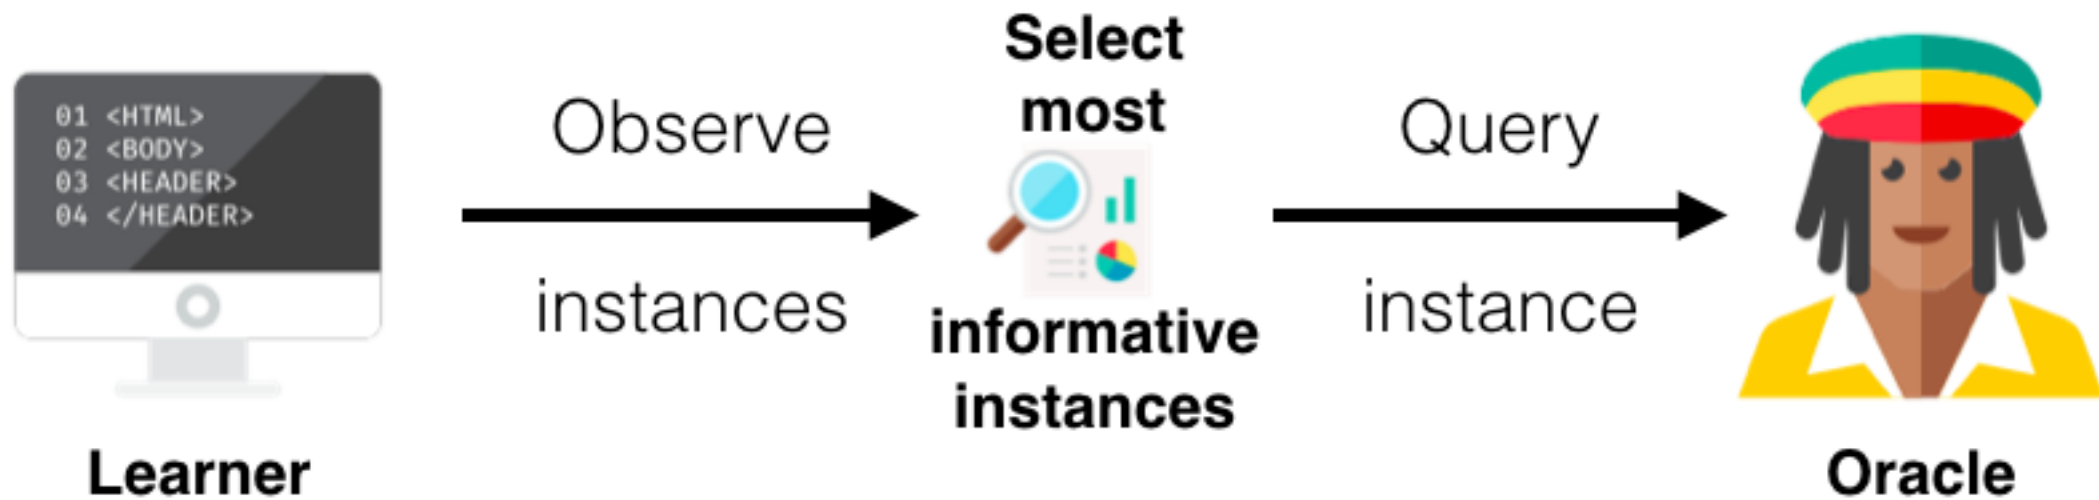 01 <HTML>
02 <BODY>
03 <HEADER>
04 </HEADER>
Learner
Observe
instances
Select
most
informative
instances
Query
instance
Oracle